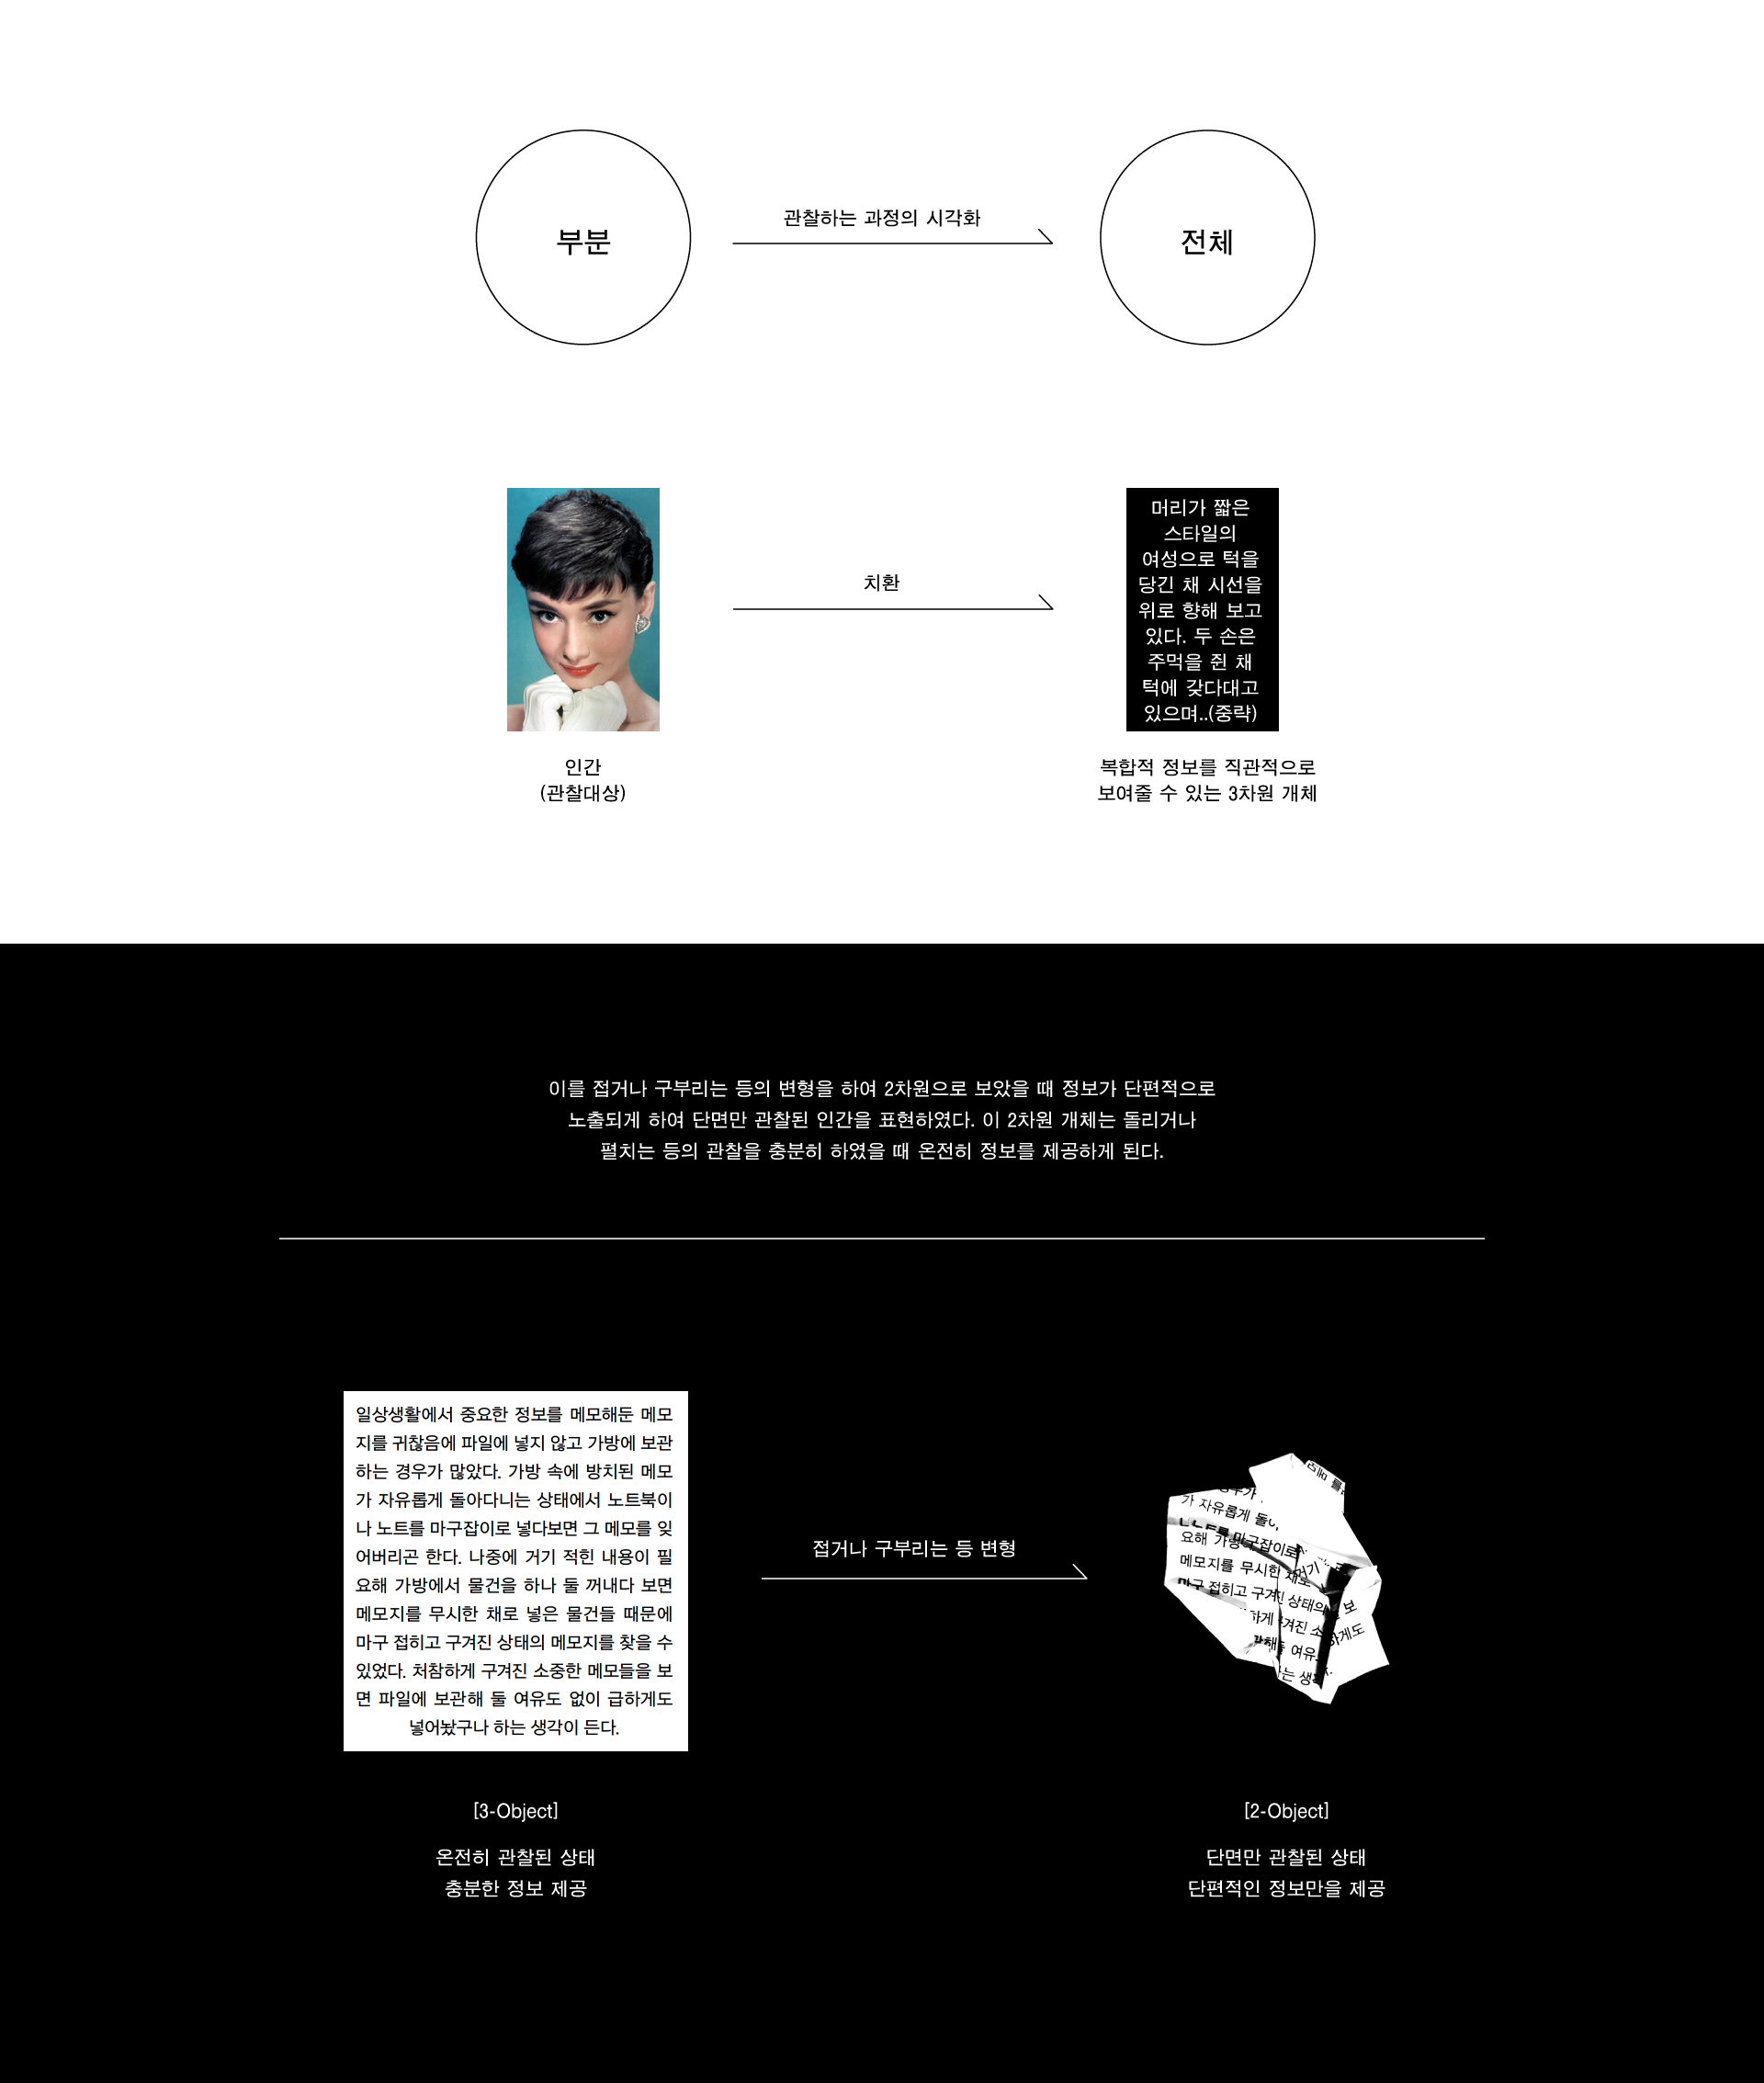 부분
관찰하는 과정의 시각화
전체
치환
머리가 짧은
스타일의
여성으로 턱을
당긴 채 시선을
위로 향해 보고
있다. 두 손은
주먹을 쥔 채
턱에 갖다대고
있으며..(중략)
인간
(관찰대상)
복합적 정보를 직관적으로
보여줄 수 있는 3차원 개체
이를 접거나 구부리는 등의 변형을 하여 2차원으로 보았을 때 정보가 단편적으로
노출되게 하여 단면만 관찰된 인간을 표현하였다. 이 2차원 개체는 돌리거나
펼치는 등의 관찰을 충분히 하였을 때 온전히 정보를 제공하게 된다.
일상생활에서 중요한 정보를 메모해둔 메모
지를 귀찮음에 파일에 넣지 않고 가방에 보관
하는 경우가 많았다. 가방 속에 방치된 메모
가 자유롭게 돌아다니는 상태에서 노트북이
나 노트를 마구잡이로 넣다보면 그 메모를 잊
어버리곤 한다. 나중에 거기 적힌 내용이 필
요해 가방에서 물건을 하나 둘 꺼내다 보면
메모지를 무시한 채로 넣은 물건들 때문에
마구 접히고 구겨진 상태의 메모지를 찾을 수
있었다. 처참하게 구겨진 소중한 메모들을 보
면 파일에 보관해 둘 여유도 없이 급하게도
넣어놨구나 하는 생각이 든다.
접거나 구부리는 등 변형
가 자유롭게
마구잡이로
요해
메모지를 무시한 채로
마구 접히고 구겨진 상태의
보
하게 구겨진
하게도
여유
는
[3-Object]
온전히 관찰된 상태
충분한 정보 제공
[2-Object]
단면만 관찰된 상태
단편적인 정보만을 제공